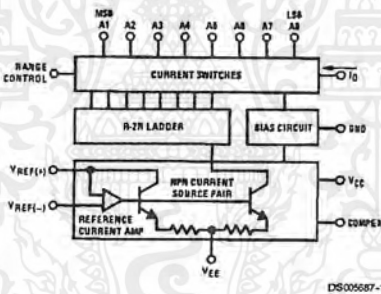 MSB LSB
A1 A2 A3 A4 A5 A6 A7 A8
RANGE
CONTROL
CURRENT SWITCHES
IO
R-2R LADDER
BIAS CIRCUIT
GND
VREF(+)
NPN CURRENT
SOURCE PAIR
VCC
VREF(-)
REFERENCE
CURRENT AMP
COMPEN
VEE
DS005687-1